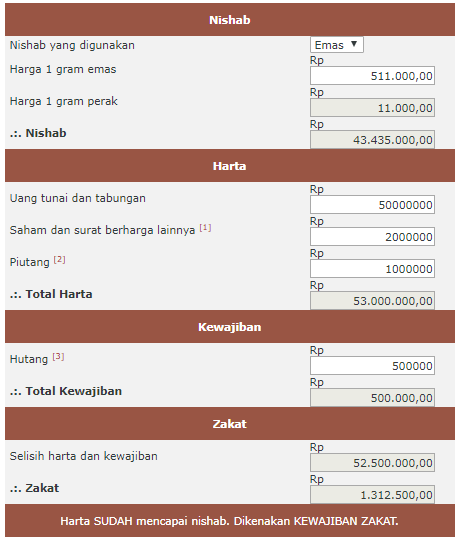 Nishab
Nishab yang digunakan Emas ▼
Rp
Harga 1 gram emas 511.000,00
Rp
Harga 1 gram perak 11.000,00
Rp
.:. Nishab 43.435.000,00
Harta
Rp
Uang tunai dan tabungan 50000000
Rp
Saham dan surat berharga lainnya [1] 2000000
Rp
Piutang [2] 1000000
Rp
.:. Total Harta 53.000.000,00
Kewajiban
Rp
Hutang [3] 500000
Rp
.:. Total Kewajiban 500.000,00
Zakat
Rp
Selisih harta dan kewajiban 52.500.000,00
Rp
.:. Zakat 1.312.500,00
Harta SUDAH mencapai nishab. Dikenakan KEWAJIBAN ZAKAT.